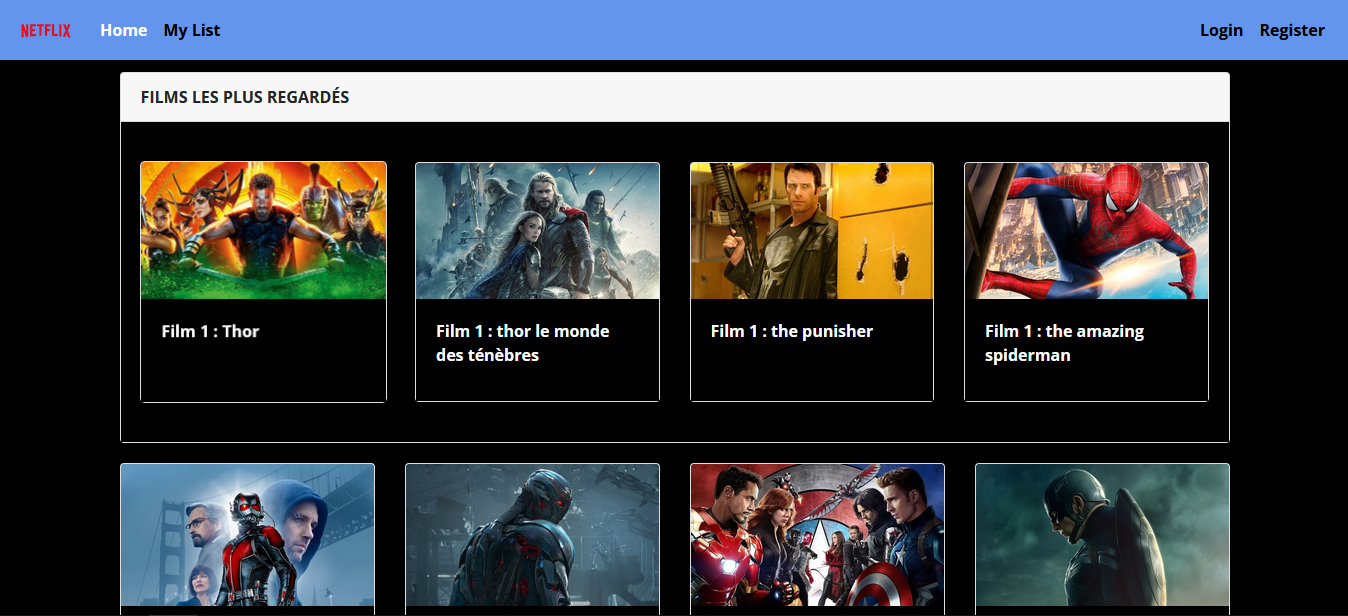 NETFLIX Home My List Login Register
FILMS LES PLUS REGARDÉS
Film 1 : Thor
Film 1 : thor le monde
des ténèbres
Film 1 : the punisher
Film 1 : the amazing
spiderman